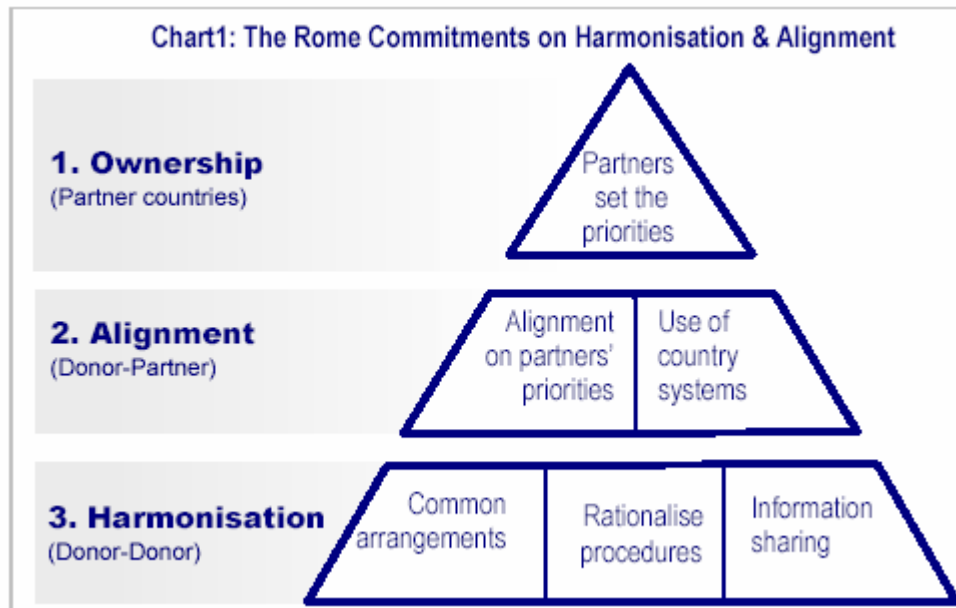 Chart1: The Rome Commitments on Harmonisation & Alignment
1. Ownership
(Partner countries)
Partners
set the
priorities
2. Alignment
(Donor-Partner)
Alignment
on partners’
priorities
Use of
country
systems
3. Harmonisation
(Donor-Donor)
Common
arrangements
Rationalise
procedures
Information
sharing